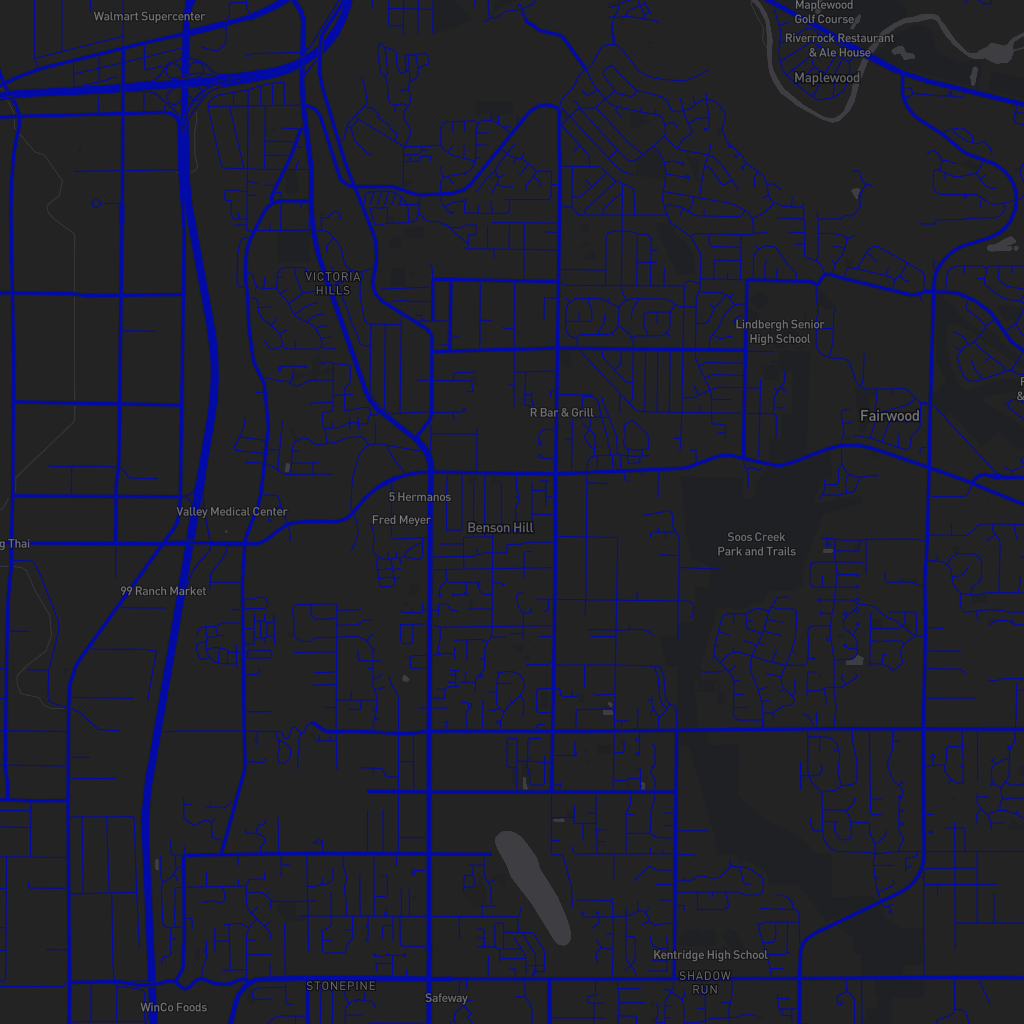 Walmart Supercenter
Maplewood
Golf Course
Riverrock Restaurant
& Ale House
Maplewood
VICTORIA
HILLS
Lindbergh Senior
High School
&
R Bar & Grill
Fairwood
5 Hermanos
Valley Medical Center
Fred Meyer
Benson Hill
Soos Creek
Park and Trails
Thai
99 Ranch Market
Kentridge High School
SHADOW
RUN
STONEPINE
Safeway
WinCo Foods